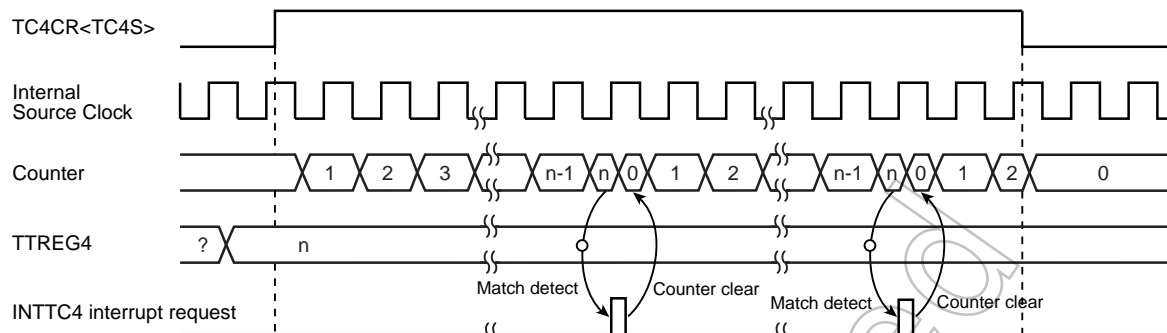 TC4CR<TC4S>
Internal
Source Clock
Counter 1 2 3 n-1 n 0 1 2 n-1 n 0 1 2 0
TTREG4 ? n
Match detect Counter clear Match detect Counter clear
INTTC4 interrupt request